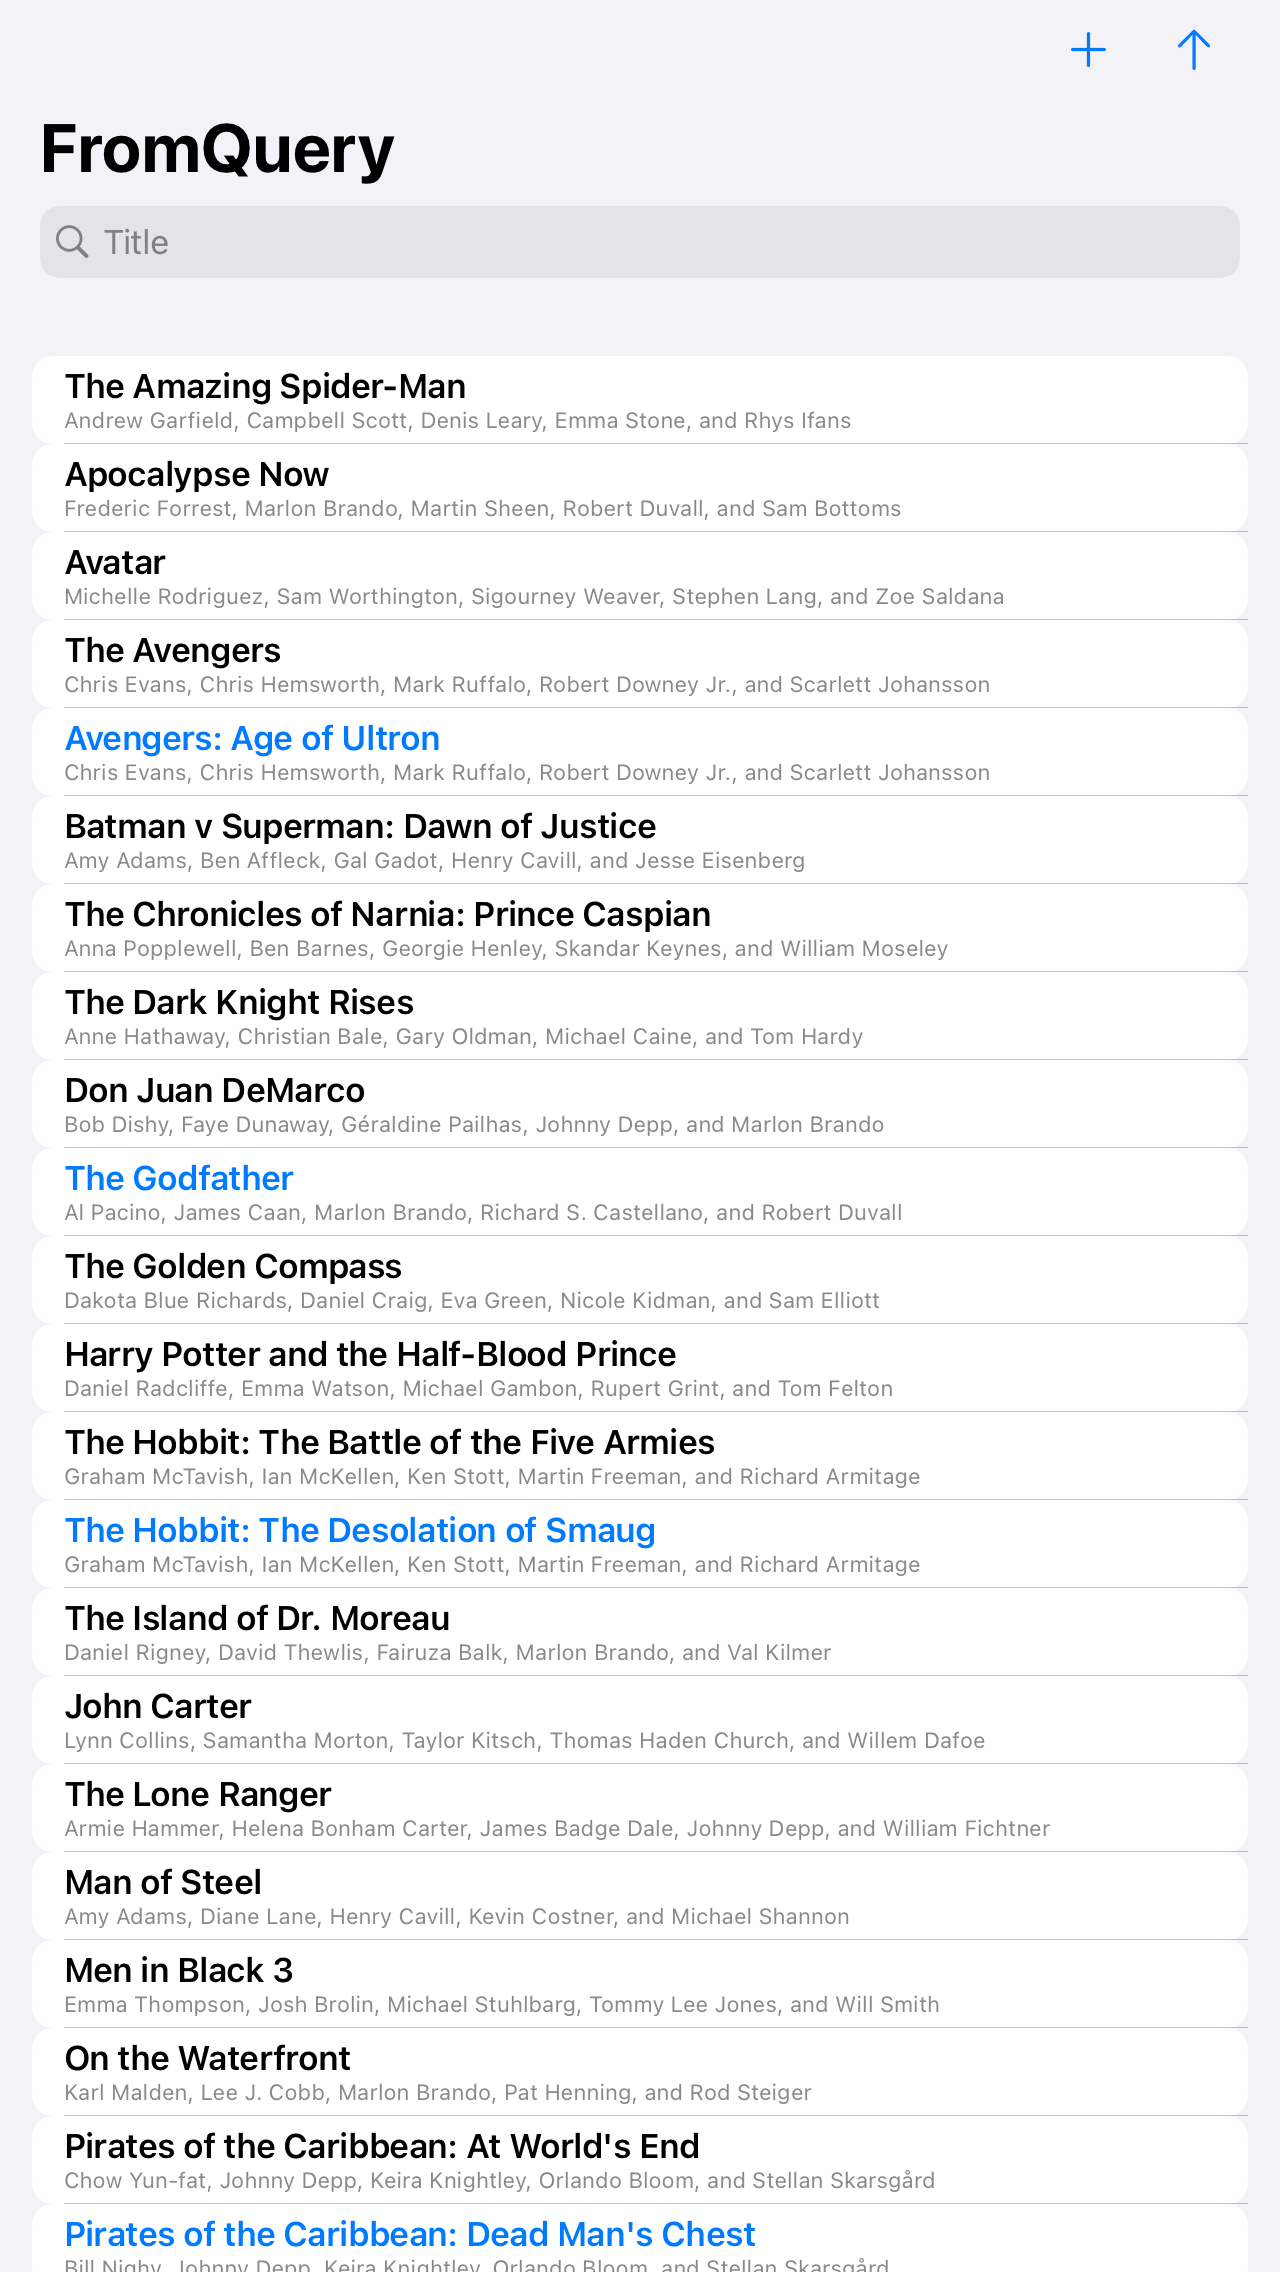 FromQuery
Title
The Amazing Spider-Man
Andrew Garfield, Campbell Scott, Denis Leary, Emma Stone, and Rhys Ifans
Apocalypse Now
Frederic Forrest, Marlon Brando, Martin Sheen, Robert Duvall, and Sam Bottoms
Avatar
Michelle Rodriguez, Sam Worthington, Sigourney Weaver, Stephen Lang, and Zoe Saldana
The Avengers
Chris Evans, Chris Hemsworth, Mark Ruffalo, Robert Downey Jr., and Scarlett Johansson
Avengers: Age of Ultron
Chris Evans, Chris Hemsworth, Mark Ruffalo, Robert Downey Jr., and Scarlett Johansson
Batman v Superman: Dawn of Justice
Amy Adams, Ben Affleck, Gal Gadot, Henry Cavill, and Jesse Eisenberg
The Chronicles of Narnia: Prince Caspian
Anna Popplewell, Ben Barnes, Georgie Henley, Skandar Keynes, and William Moseley
The Dark Knight Rises
Anne Hathaway, Christian Bale, Gary Oldman, Michael Caine, and Tom Hardy
Don Juan DeMarco
Bob Dishy, Faye Dunaway, Géraldine Pailhas, Johnny Depp, and Marlon Brando
The Godfather
Al Pacino, James Caan, Marlon Brando, Richard S. Castellano, and Robert Duvall
The Golden Compass
Dakota Blue Richards, Daniel Craig, Eva Green, Nicole Kidman, and Sam Elliott
Harry Potter and the Half-Blood Prince
Daniel Radcliffe, Emma Watson, Michael Gambon, Rupert Grint, and Tom Felton
The Hobbit: The Battle of the Five Armies
Graham McTavish, Ian McKellen, Ken Stott, Martin Freeman, and Richard Armitage
The Hobbit: The Desolation of Smaug
Graham McTavish, Ian McKellen, Ken Stott, Martin Freeman, and Richard Armitage
The Island of Dr. Moreau
Daniel Rigney, David Thewlis, Fairuza Balk, Marlon Brando, and Val Kilmer
John Carter
Lynn Collins, Samantha Morton, Taylor Kitsch, Thomas Haden Church, and Willem Dafoe
The Lone Ranger
Armie Hammer, Helena Bonham Carter, James Badge Dale, Johnny Depp, and William Fichtner
Man of Steel
Amy Adams, Diane Lane, Henry Cavill, Kevin Costner, and Michael Shannon
Men in Black 3
Emma Thompson, Josh Brolin, Michael Stuhlbarg, Tommy Lee Jones, and Will Smith
On the Waterfront
Karl Malden, Lee J. Cobb, Marlon Brando, Pat Henning, and Rod Steiger
Pirates of the Caribbean: At World's End
Chow Yun-fat, Johnny Depp, Keira Knightley, Orlando Bloom, and Stellan Skarsgård
Pirates of the Caribbean: Dead Man's Chest
Bill Nighy, Johnny Depp, Keira Knightley, Orlando Bloom, and Stellan Skarsgård